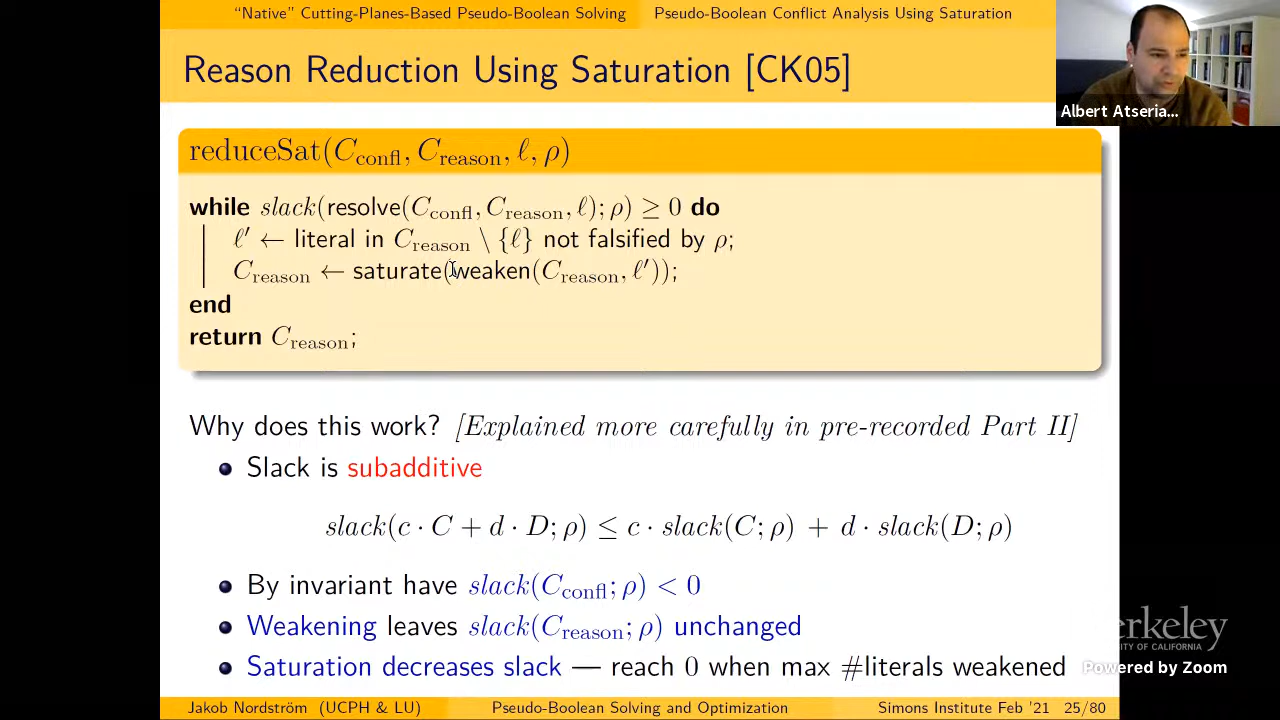 “Native” Cutting-Planes-Based Pseudo-Boolean Solving Pseudo-Boolean Conflict Analysis Using Saturation
Reason Reduction Using Saturation [CK05]
Albert Atseria...
reduceSat(C_confl, C_reason, ℓ, ρ)
while slack(resolve(C_confl, C_reason, ℓ); ρ) ≥ 0 do
ℓ′ ← literal in C_reason \ {ℓ} not falsified by ρ;
C_reason ← saturate(weaken(C_reason, ℓ′));
end
return C_reason;
Why does this work? [Explained more carefully in pre-recorded Part II]
Slack is subadditive
slack(c · C + d · D; ρ) ≤ c · slack(C; ρ) + d · slack(D; ρ)
By invariant have slack(C_confl; ρ) < 0
Weakening leaves slack(C_reason; ρ) unchanged
Saturation decreases slack — reach 0 when max #literals weakened
Powered by Zoom
Jakob Nordström (UCPH & LU) Pseudo-Boolean Solving and Optimization Simons Institute Feb '21 25/80